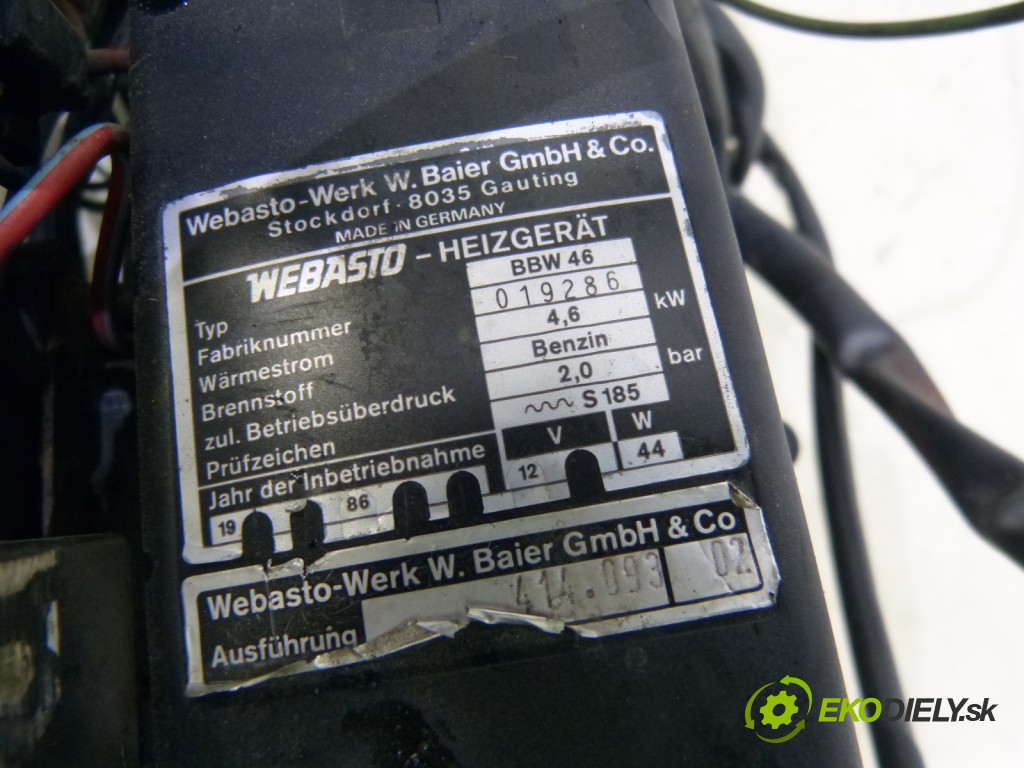 Webasto-Werk W. Baier GmbH & Co.
Stockdorf · 8035 Gauting
MADE IN GERMANY
WEBASTO - HEIZGERÄT
Typ BBW 46
Fabriknummer 019286
Wärmestrom 4,6 kW
Brennstoff Benzin
zul. Betriebsüberdruck 2,0 bar
Prüfzeichen S 185
Jahr der Inbetriebnahme V W
19 86 12 44
Webasto-Werk W. Baier GmbH & Co
Ausführung 414.093 02
EKODIELY.sk